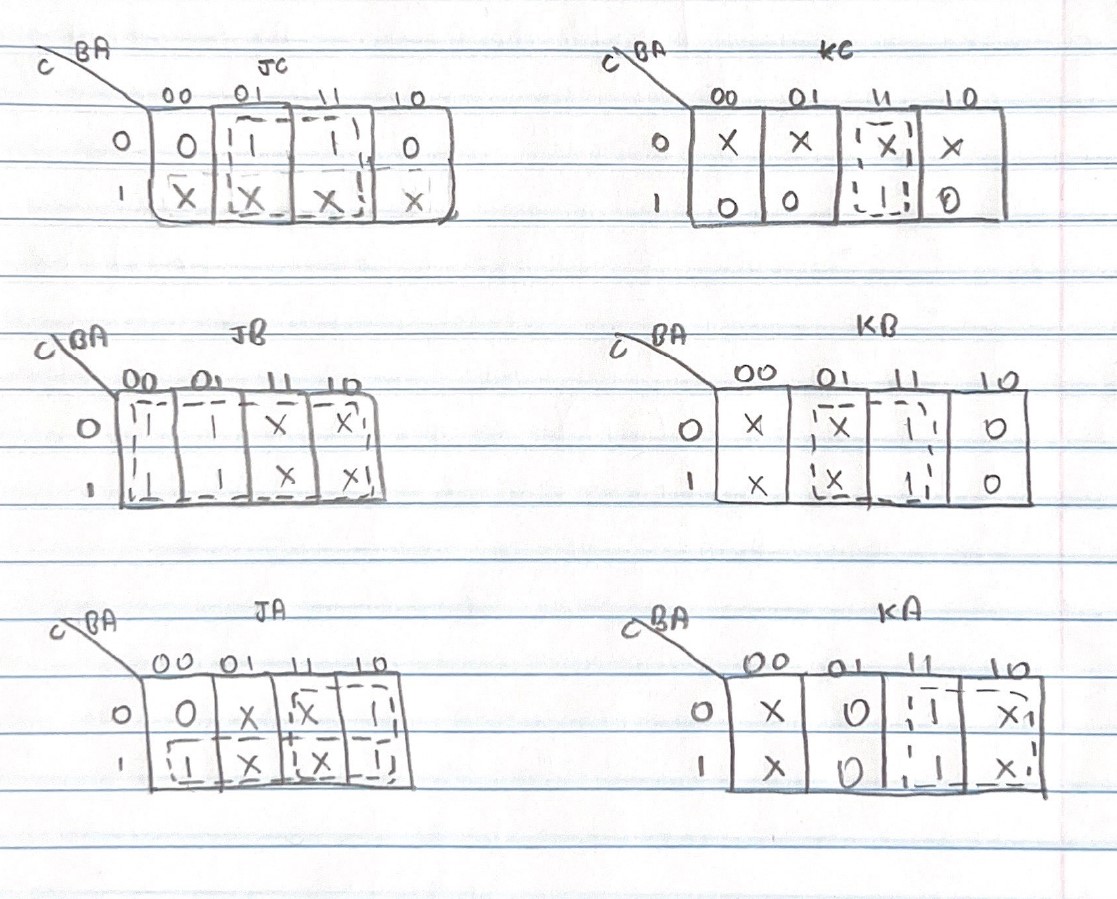 C BA JC
00 01 11 10
0 0 1 1 0
1 X X X X
C BA KC
00 01 11 10
0 X X X X
1 0 0 1 0
C BA JB
00 01 11 10
0 1 1 X X
1 1 1 X X
C BA KB
00 01 11 10
0 X X 1 0
1 X X 1 0
C BA JA
00 01 11 10
0 0 X X 1
1 1 X X 1
C BA KA
00 01 11 10
0 X 0 1 X
1 X 0 1 X